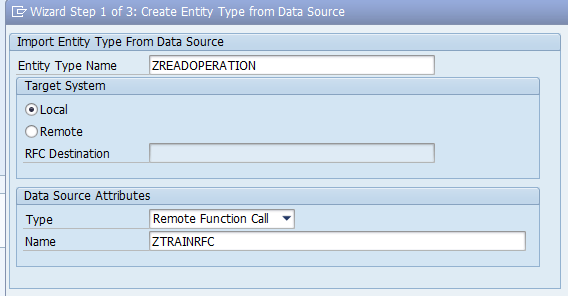 Wizard Step 1 of 3: Create Entity Type from Data Source
Import Entity Type From Data Source
Entity Type Name ZREADOPERATION
Target System
Local
Remote
RFC Destination
Data Source Attributes
Type Remote Function Call
Name ZTRAINRFC